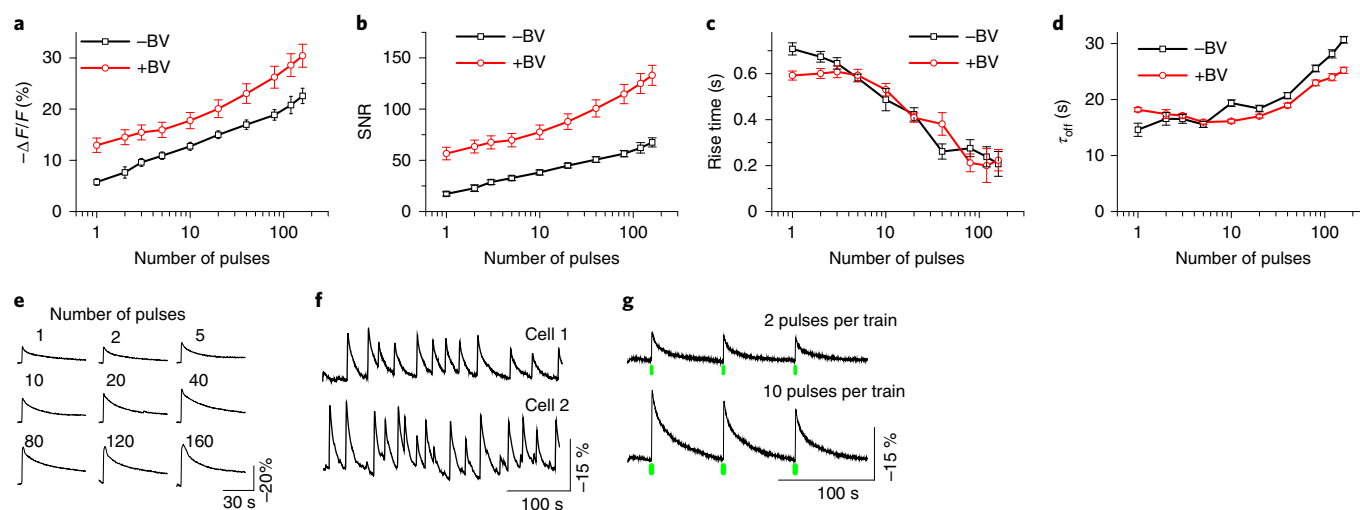 a
–BV
+BV
–Δ F/F (%)
30
20
10
0
1
10
100
Number of pulses
b
–BV
+BV
SNR
150
100
50
0
1
10
100
Number of pulses
c
–BV
+BV
Rise time (s)
0.6
0.4
0.2
0
1
10
100
Number of pulses
d
–BV
+BV
τoff (s)
30
20
10
0
1
10
100
Number of pulses
e
Number of pulses
1
2
5
10
20
40
80
120
160
–20%
30 s
f
Cell 1
Cell 2
–15 %
100 s
g
2 pulses per train
10 pulses per train
–15 %
100 s